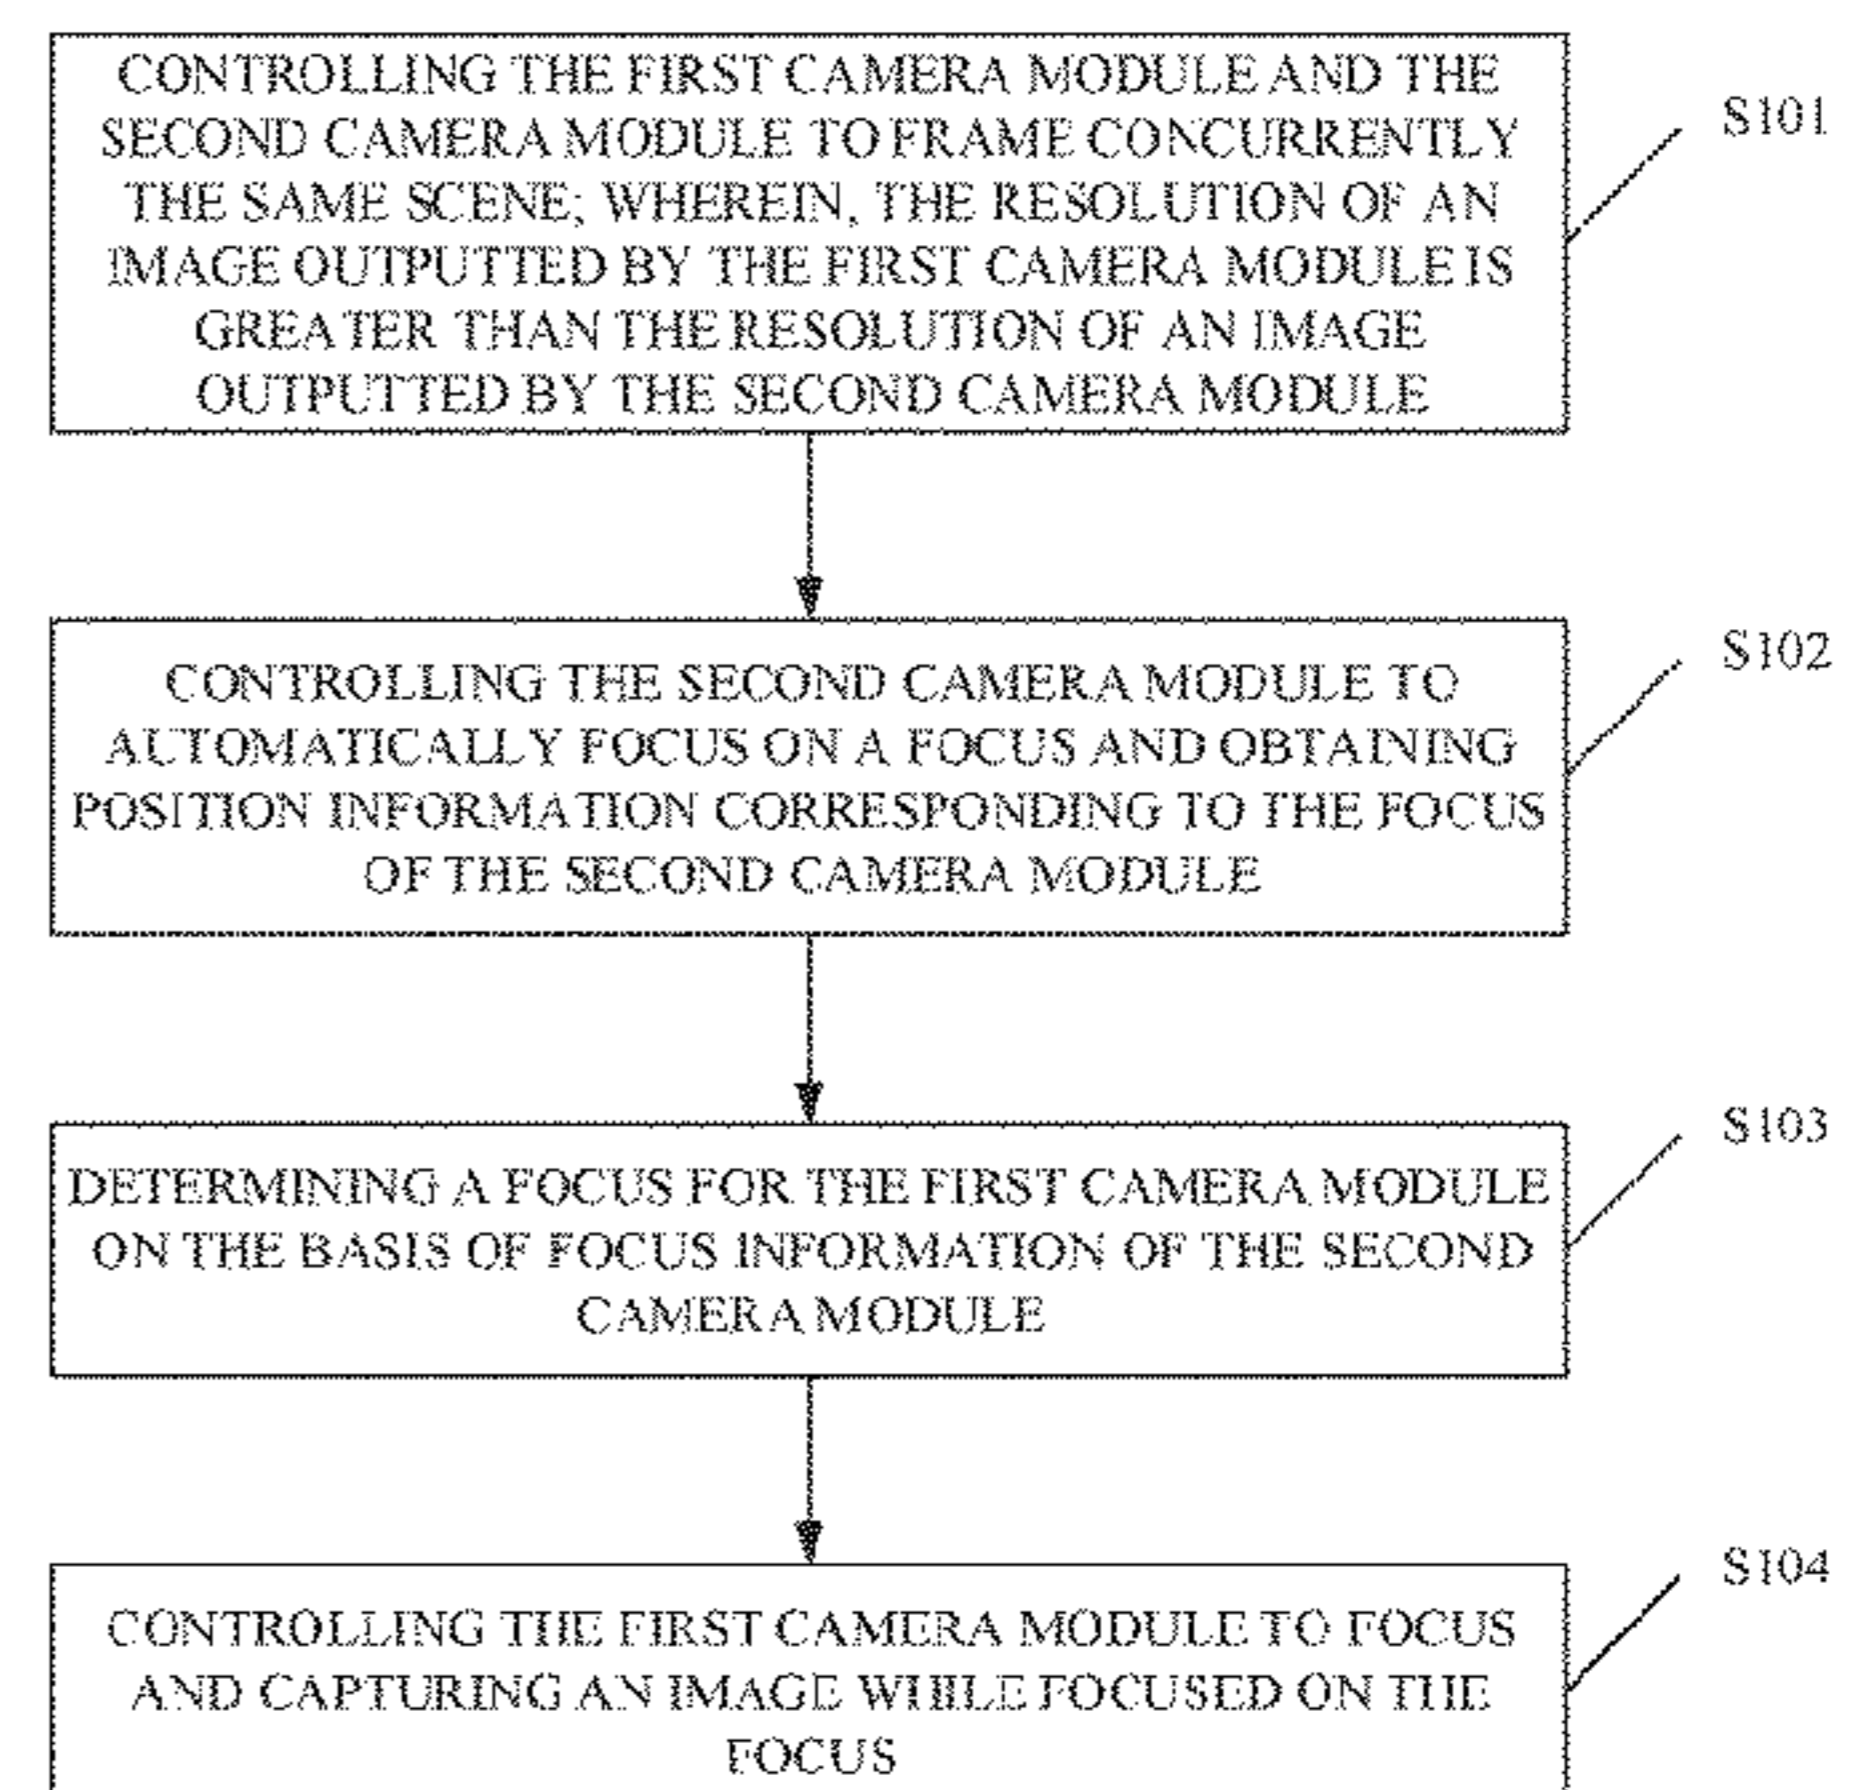 CONTROLLING THE FIRST CAMERA MODULE AND THE
SECOND CAMERA MODULE TO FRAME CONCURRENTLY
THE SAME SCENE; WHEREIN, THE RESOLUTION OF AN
IMAGE OUTPUTTED BY THE FIRST CAMERA MODULE IS
GREATER THAN THE RESOLUTION OF AN IMAGE
OUTPUTTED BY THE SECOND CAMERA MODULE
S101
CONTROLLING THE SECOND CAMERA MODULE TO
AUTOMATICALLY FOCUS ON A FOCUS AND OBTAINING
POSITION INFORMATION CORRESPONDING TO THE FOCUS
OF THE SECOND CAMERA MODULE
S102
DETERMINING A FOCUS FOR THE FIRST CAMERA MODULE
ON THE BASIS OF FOCUS INFORMATION OF THE SECOND
CAMERA MODULE
S103
CONTROLLING THE FIRST CAMERA MODULE TO FOCUS
AND CAPTURING AN IMAGE WHILE FOCUSED ON THE
FOCUS
S104